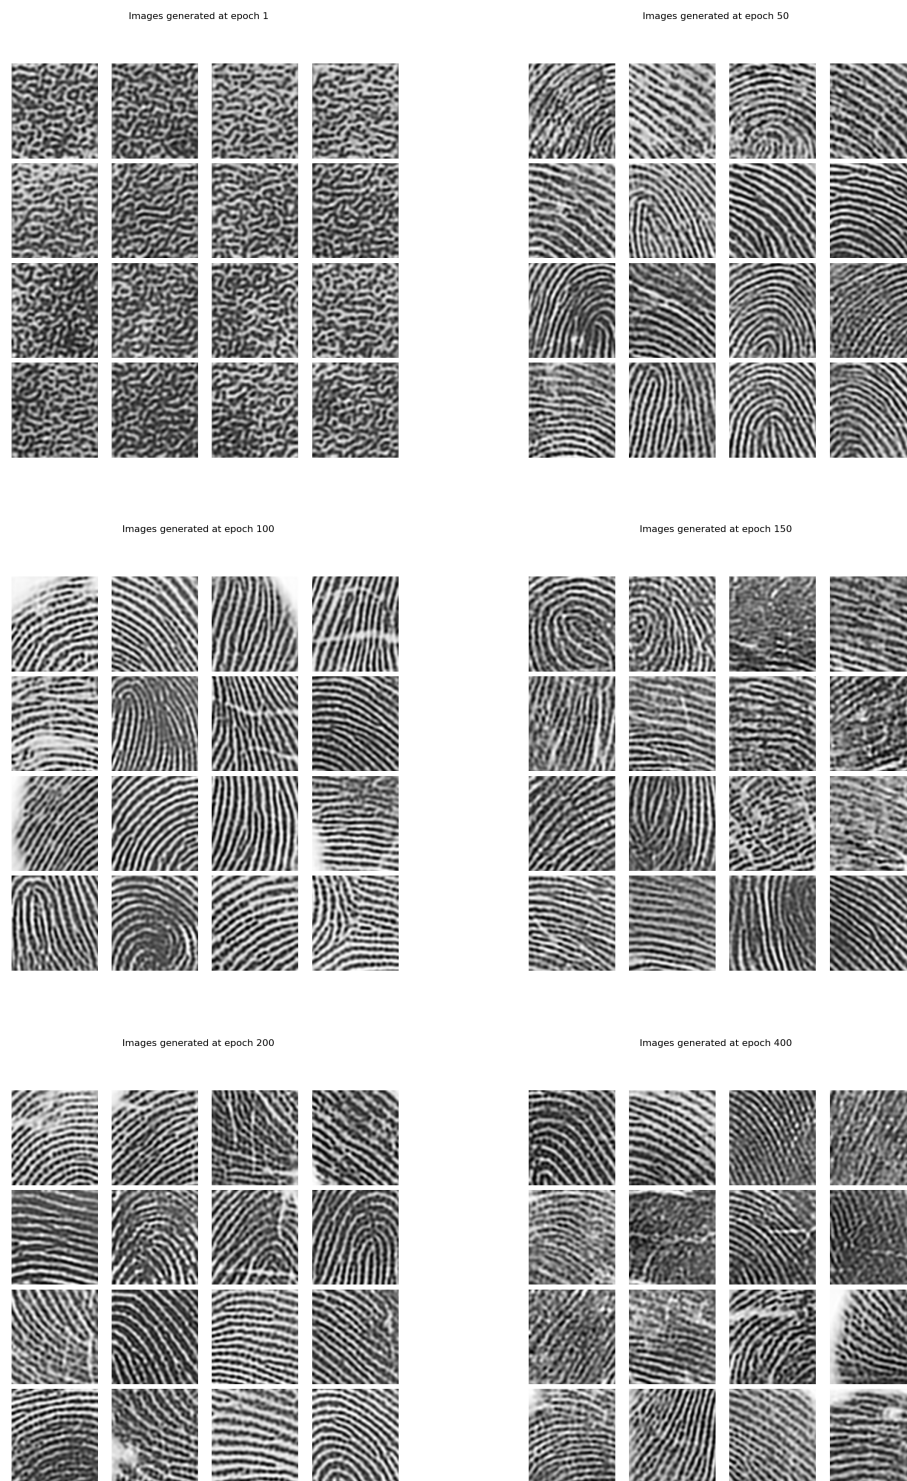 Images generated at epoch 1
Images generated at epoch 50
Images generated at epoch 100
Images generated at epoch 150
Images generated at epoch 200
Images generated at epoch 400